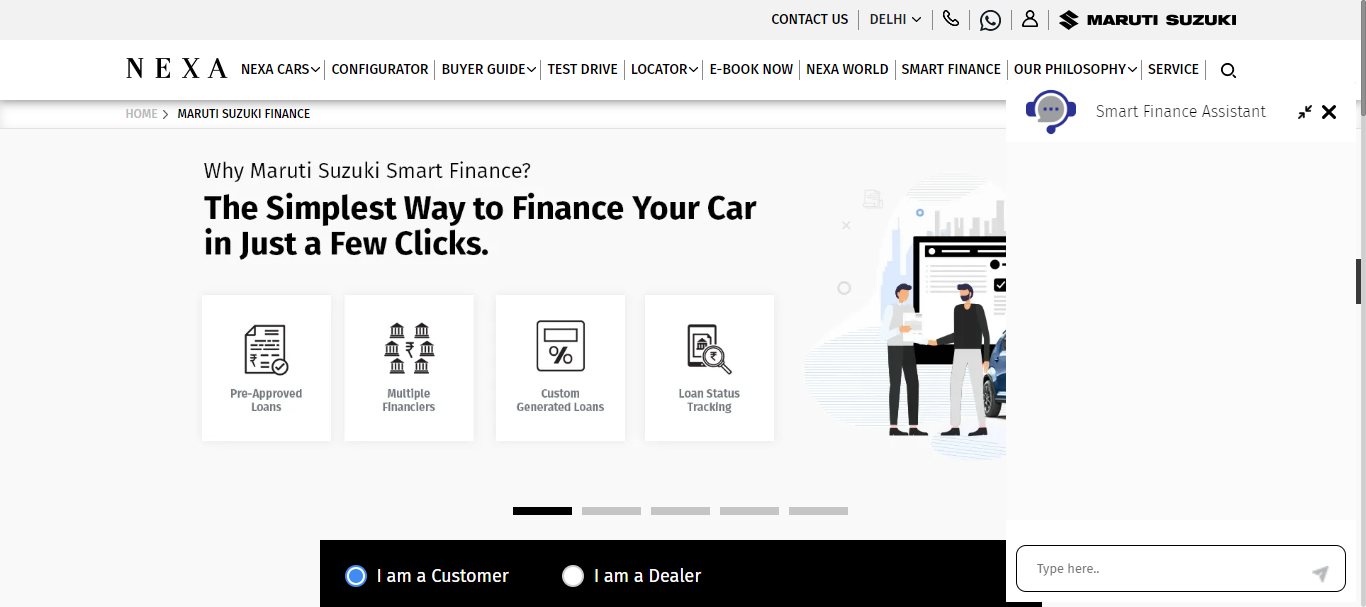 CONTACT US
DELHI
MARUTI SUZUKI
NEXA
NEXA CARS
CONFIGURATOR
BUYER GUIDE
TEST DRIVE
LOCATOR
E-BOOK NOW
NEXA WORLD
SMART FINANCE
OUR PHILOSOPHY
SERVICE
HOME
MARUTI SUZUKI FINANCE
Smart Finance Assistant
Why Maruti Suzuki Smart Finance?
The Simplest Way to Finance Your Car
in Just a Few Clicks.
Pre-Approved
Loans
Multiple
Financiers
Custom
Generated Loans
Loan Status
Tracking
I am a Customer
I am a Dealer
Type here..